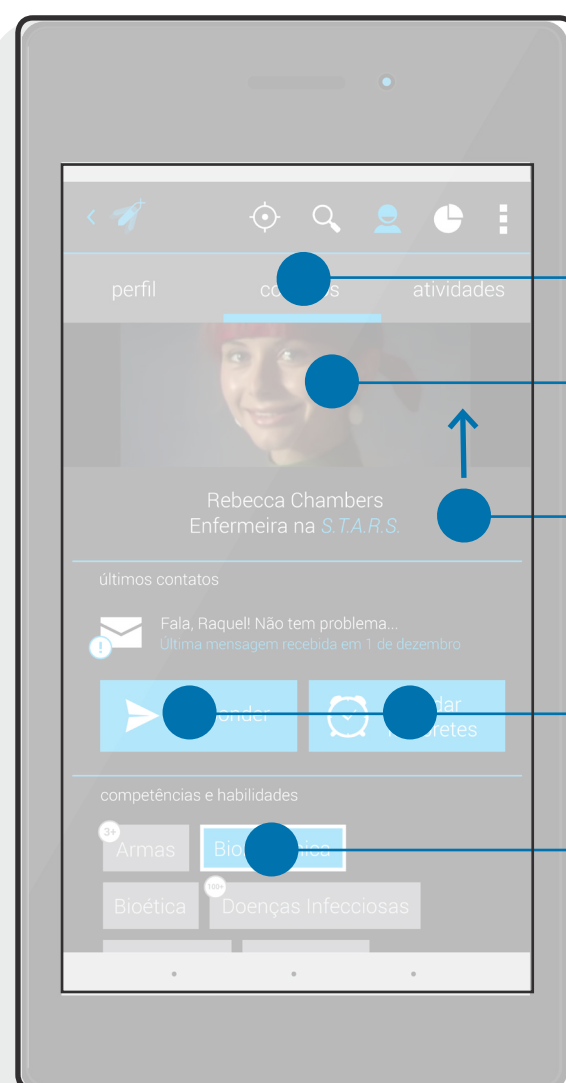 perfil
atividades
Rebecca Chambers
Enfermeira na S.T.A.R.S.
últimos contatos
Fala, Raquel! Não tem problema...
Última mensagem recebida em 1 de dezembro
!
competências e habilidades
3+
Armas
100+
Bioética
Doenças Infecciosas